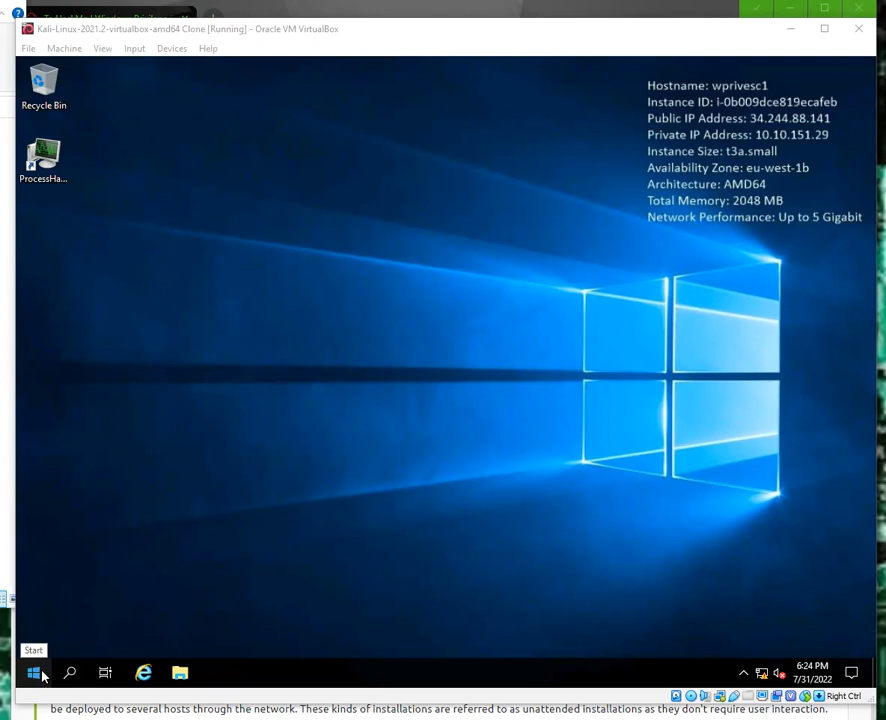 Kali-Linux-2021.2-virtualbox-amd64 Clone [Running] - Oracle VM VirtualBox
File Machine View Input Devices Help
Recycle Bin
ProcessHa...
Hostname: wprivesc1
Instance ID: i-0b009dce819ecafeb
Public IP Address: 34.244.88.141
Private IP Address: 10.10.151.29
Instance Size: t3a.small
Availability Zone: eu-west-1b
Architecture: AMD64
Total Memory: 2048 MB
Network Performance: Up to 5 Gigabit
Start
6:24 PM
7/31/2022
Right Ctrl
be deployed to several hosts through the network. These kinds of installations are referred to as unattended installations as they don't require user interaction.